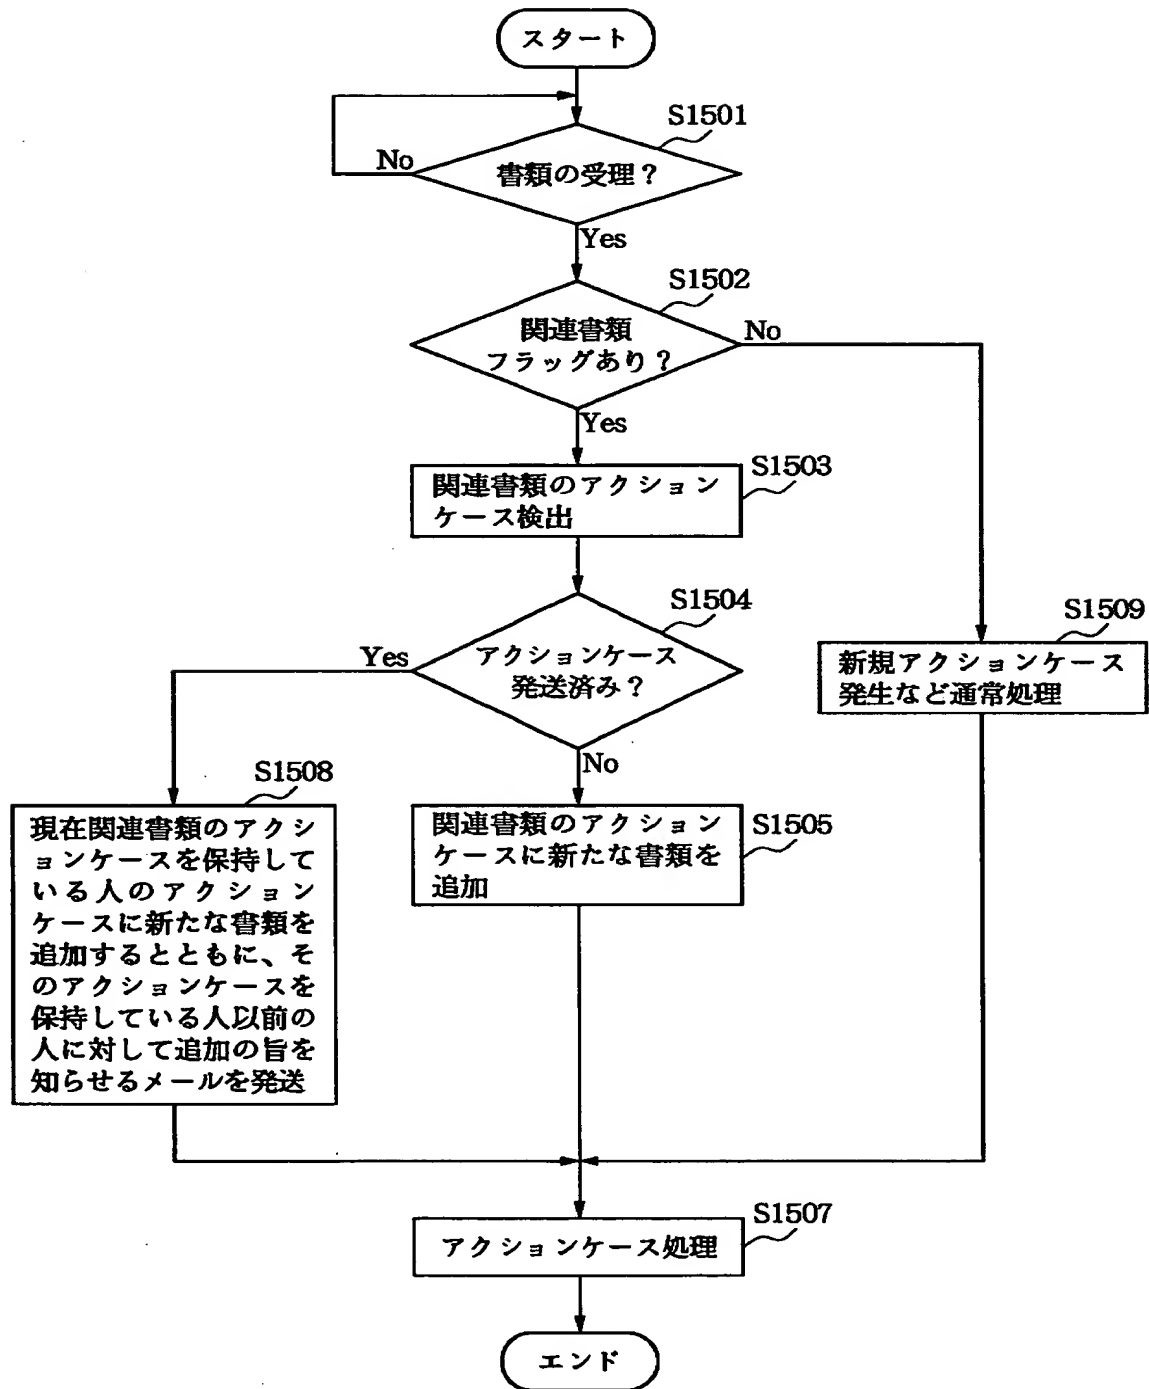 スタート
S1501
No
書類の受理？
Yes
S1502
関連書類
フラッグあり？
No
Yes
S1503
関連書類のアクション
ケース検出
S1504
Yes
アクションケース
発送済み？
No
S1509
新規アクションケース
発生など通常処理
S1508
現在関連書類のアクシ
ョンケースを保持して
いる人のアクション
ケースに新たな書類を
追加するとともに、そ
のアクションケースを
保持している人以前の
人に対して追加の旨を
知らせるメールを発送
S1505
関連書類のアクション
ケースに新たな書類を
追加
S1507
アクションケース処理
エンド